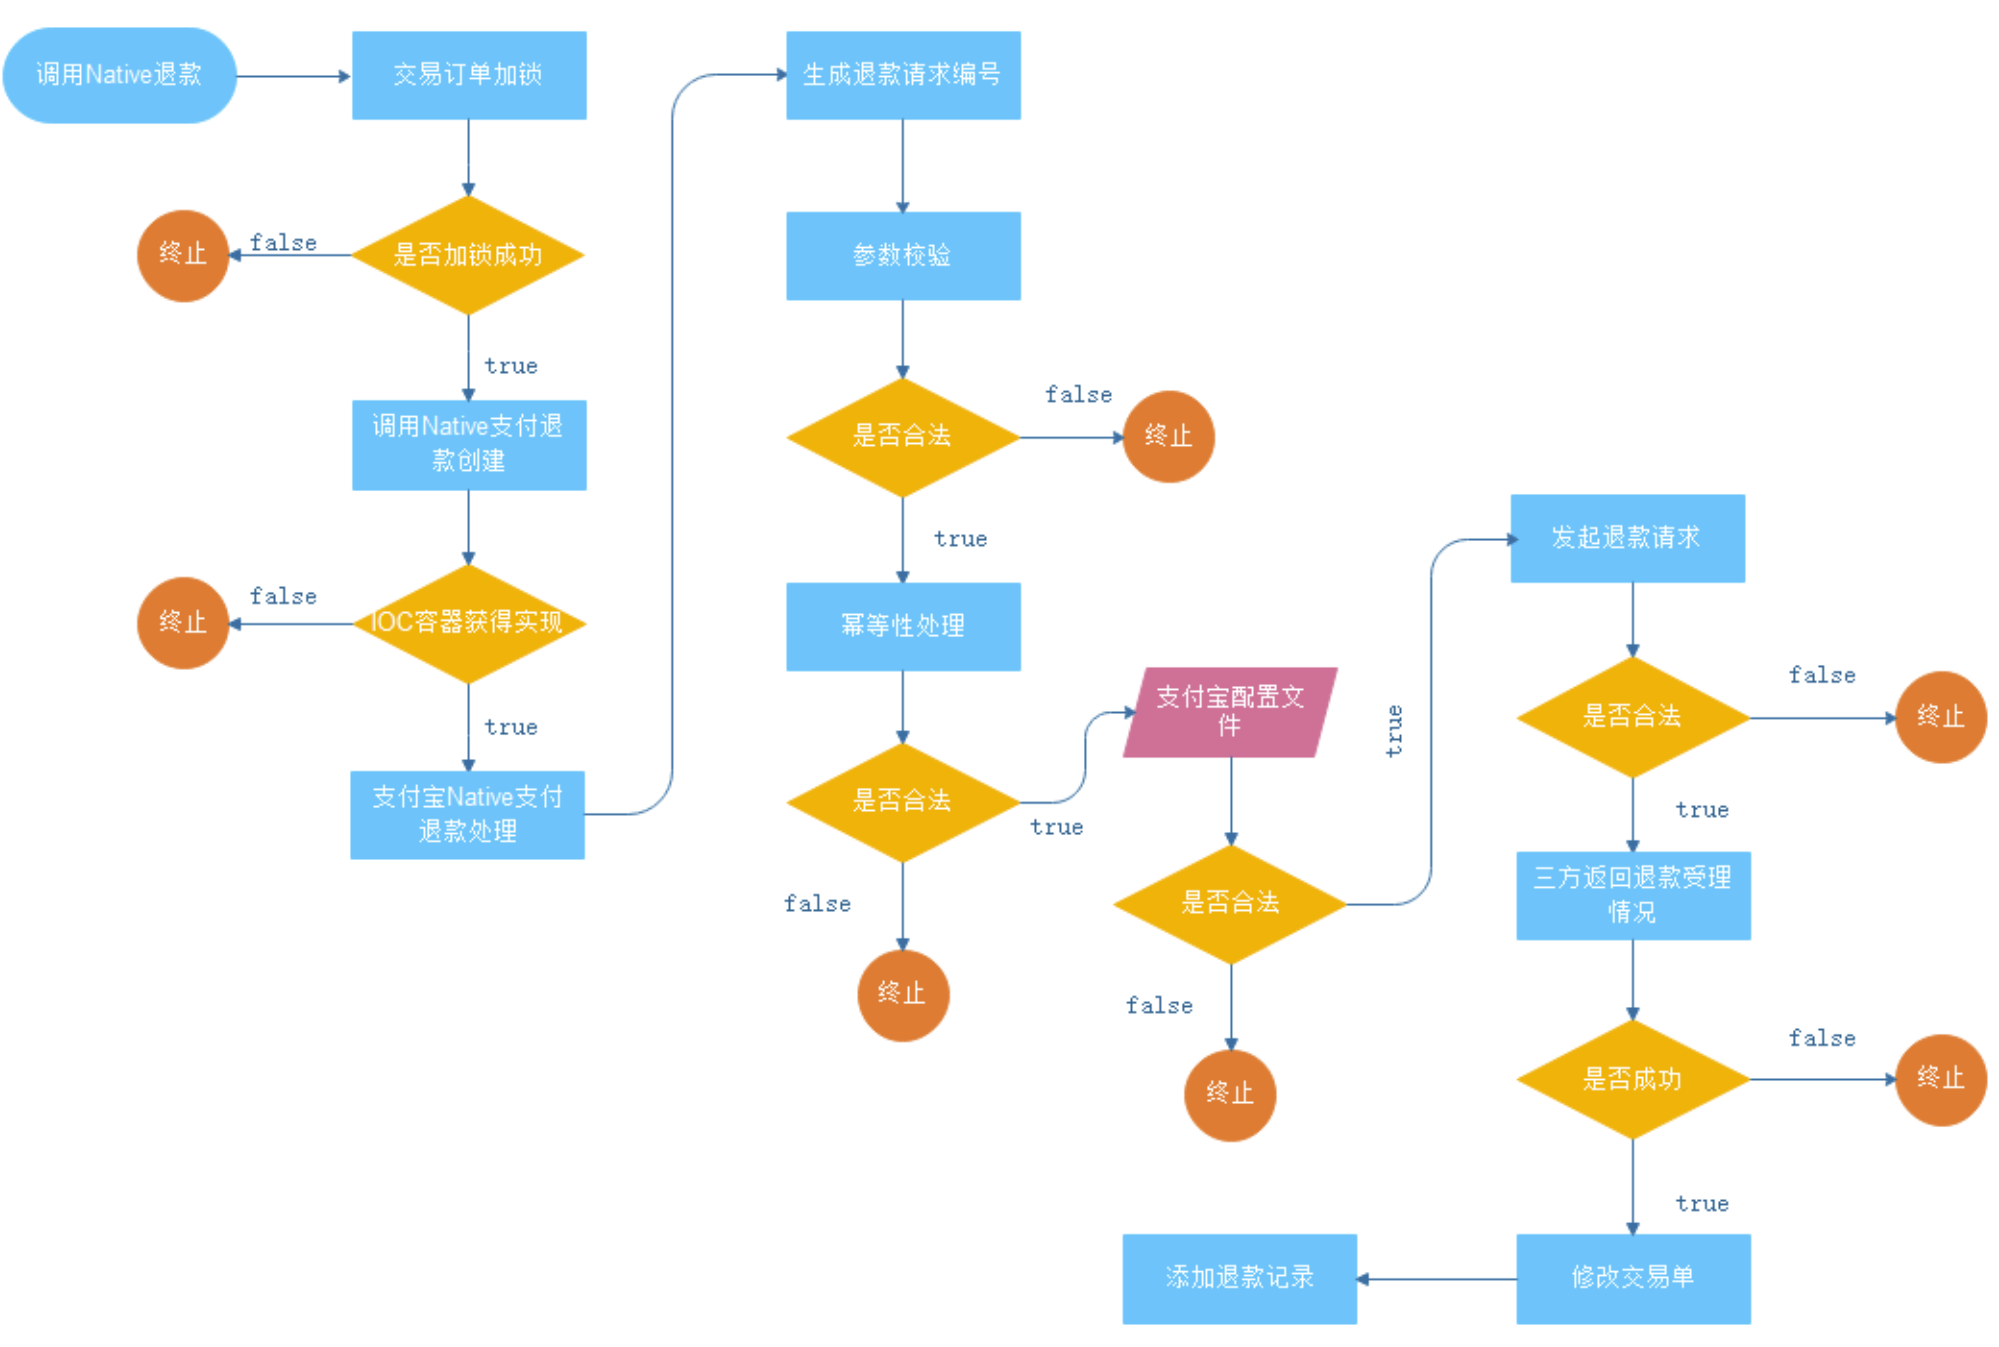 调用Native退款
交易订单加锁
是否加锁成功
false
终止
true
调用Native支付退
款创建
IOC容器获得实现
false
终止
true
支付宝Native支付
退款处理
生成退款请求编号
参数校验
是否合法
false
终止
true
幂等性处理
是否合法
true
false
终止
支付宝配置文
件
是否合法
true
false
终止
发起退款请求
是否合法
false
终止
true
三方返回退款受理
情况
是否成功
false
终止
true
修改交易单
添加退款记录